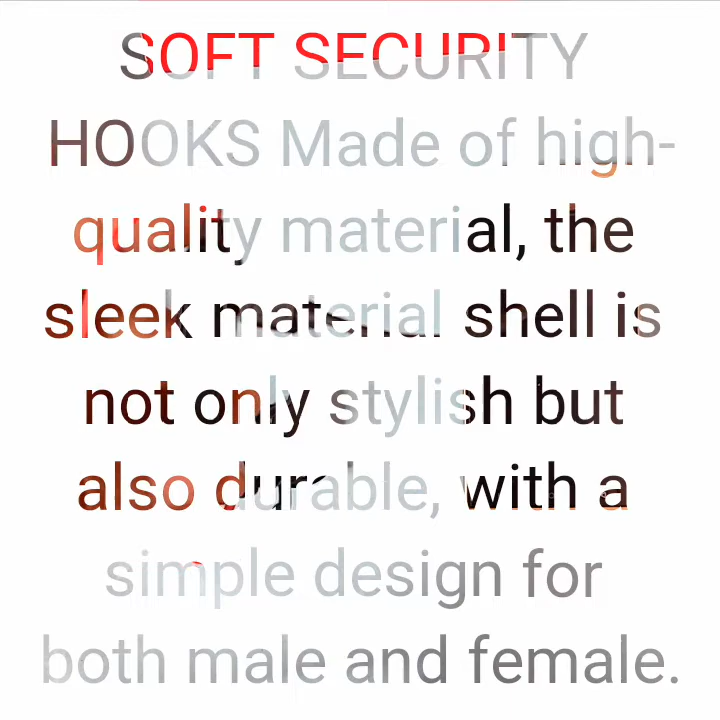 SOFT SECURITY
HOOKS Made of high-
quality material, the
sleek material shell is
not only stylish but
also durable, with a
simple design for
both male and female.